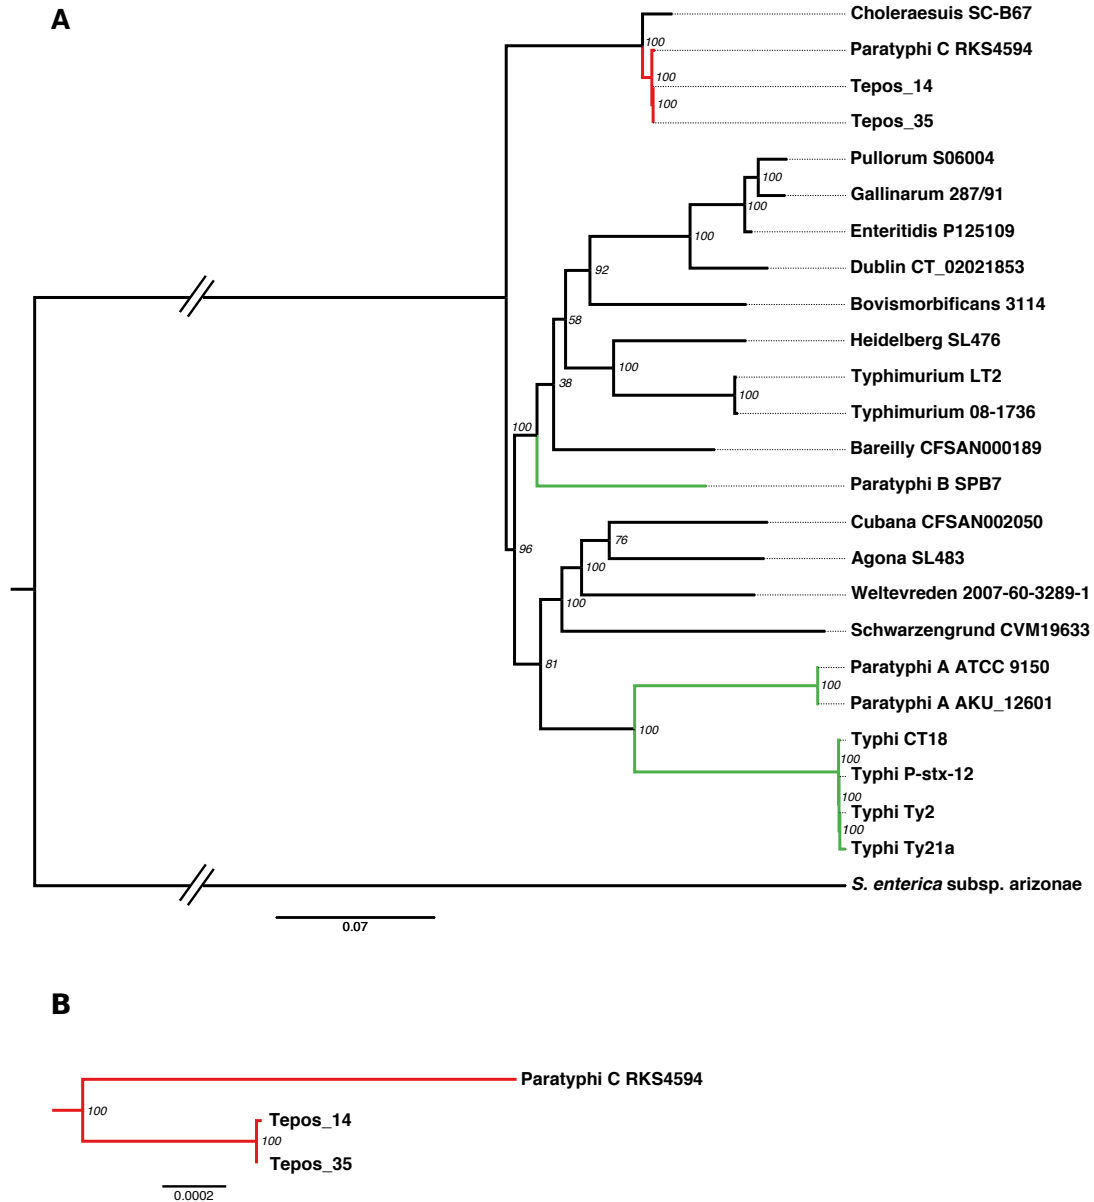 A
Choleraesuis SC-B67
100
Paratyphi C RKS4594
100
Tepos_14
100
Tepos_35
Pullorum S06004
100
Gallinarum 287/91
100
Enteritidis P125109
100
Dublin CT_02021853
92
Bovismorbificans 3114
58
Heidelberg SL476
100
Typhimurium LT2
38
100
Typhimurium 08-1736
100
Bareilly CFSAN000189
Paratyphi B SPB7
Cubana CFSAN002050
76
96
Agona SL483
100
Weltevreden 2007-60-3289-1
100
Schwarzengrund CVM19633
81
Paratyphi A ATCC 9150
100
Paratyphi A AKU_12601
100
Typhi CT18
100
Typhi P-stx-12
100
Typhi Ty2
100
Typhi Ty21a
S. enterica subsp. arizonae
0.07
B
Paratyphi C RKS4594
100
Tepos_14
100
Tepos_35
0.0002